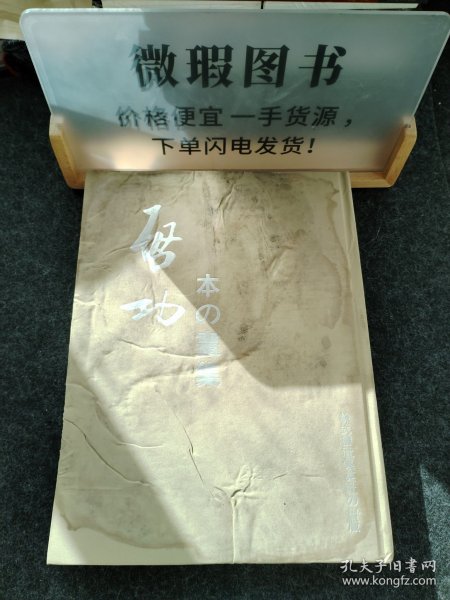 微瑕图书
价格便宜 一手货源，
下单闪电发货！
启功
本の書集
孔夫子旧书网
www.kongfz.com